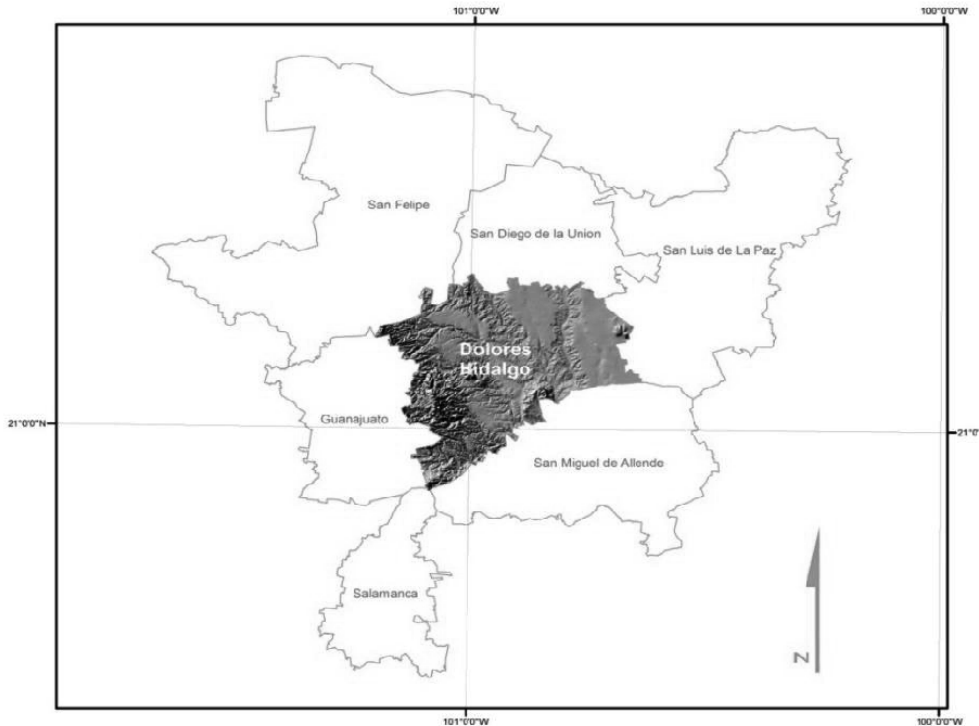 101°0'0"W
100°0'0"W
San Felipe
San Diego de la Union
San Luis de La Paz
Dolores
Hidalgo
Guanajuato
21°0'0"N
21°0'
San Miguel de Allende
Salamanca
N
101°0'0"W
100°0'0"W